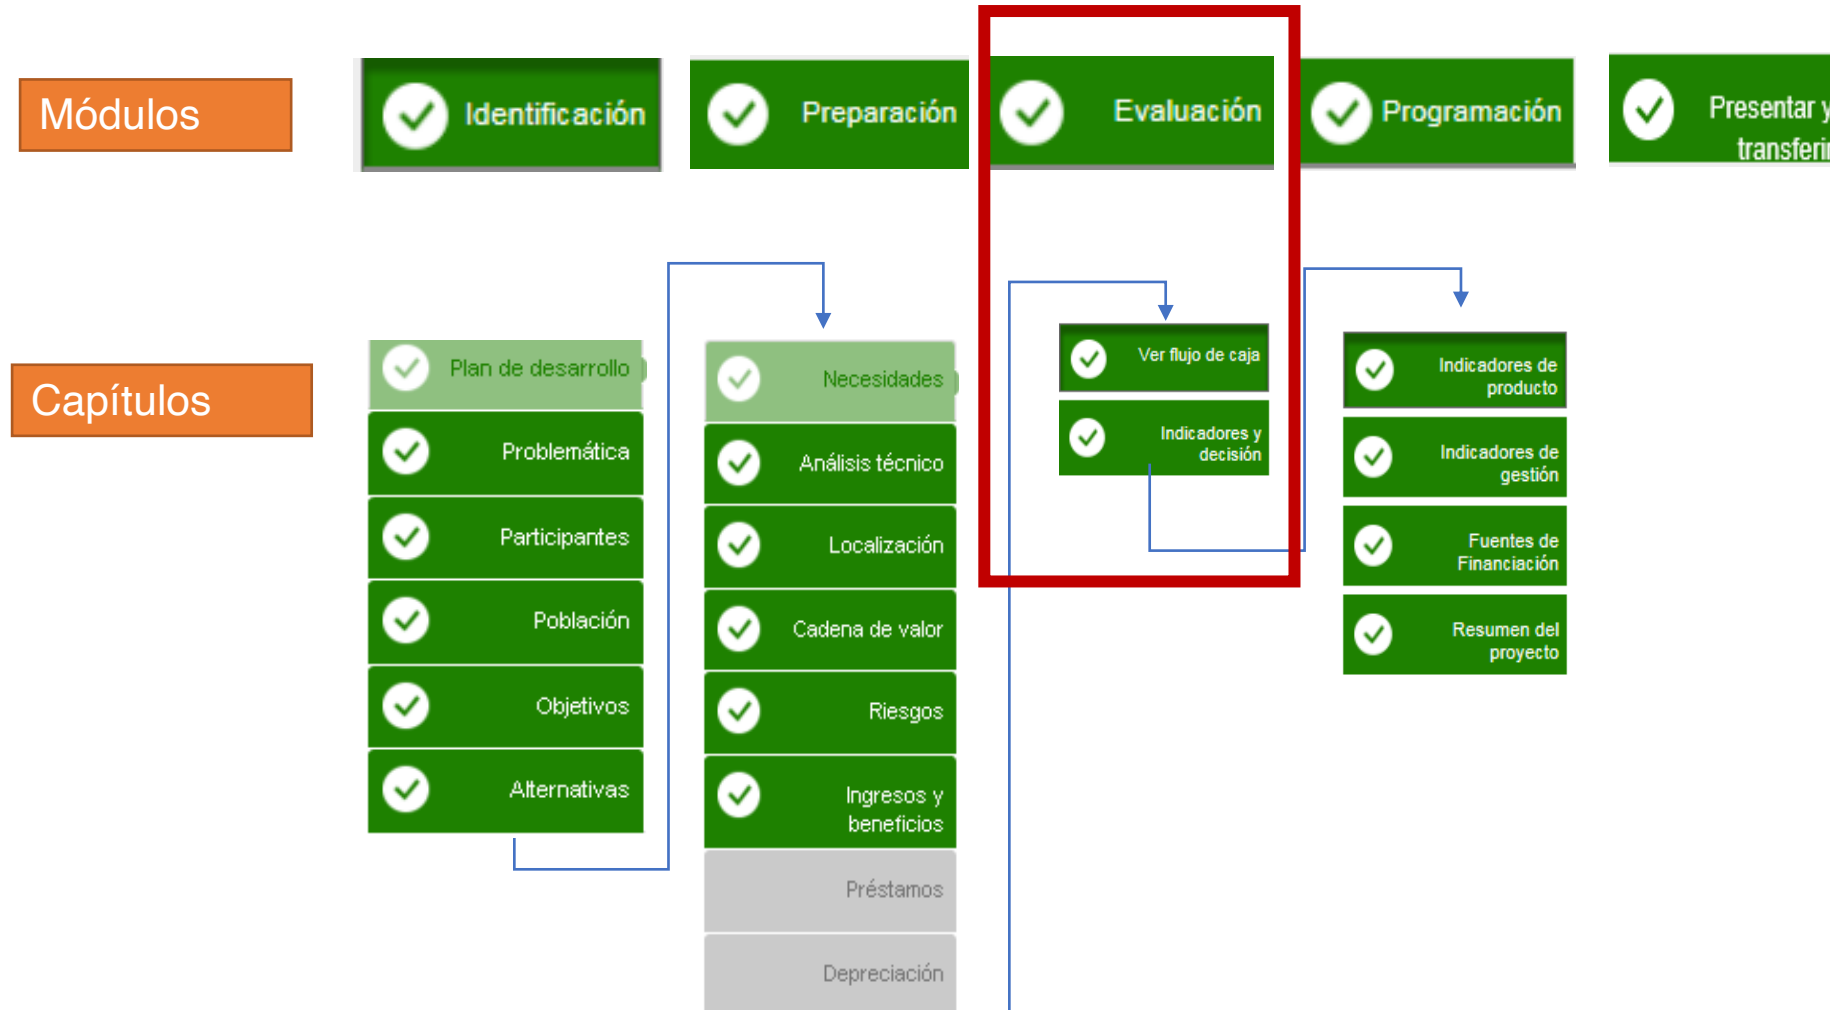 Módulos
Identificación
Preparación
Evaluación
Programación
Presentar y
transferir
Capítulos
Plan de desarrollo
Problemática
Participantes
Población
Objetivos
Alternativas
Necesidades
Análisis técnico
Localización
Cadena de valor
Riesgos
Ingresos y
beneficios
Préstamos
Depreciación
Ver flujo de caja
Indicadores y
decisión
Indicadores de
producto
Indicadores de
gestión
Fuentes de
Financiación
Resumen del
proyecto